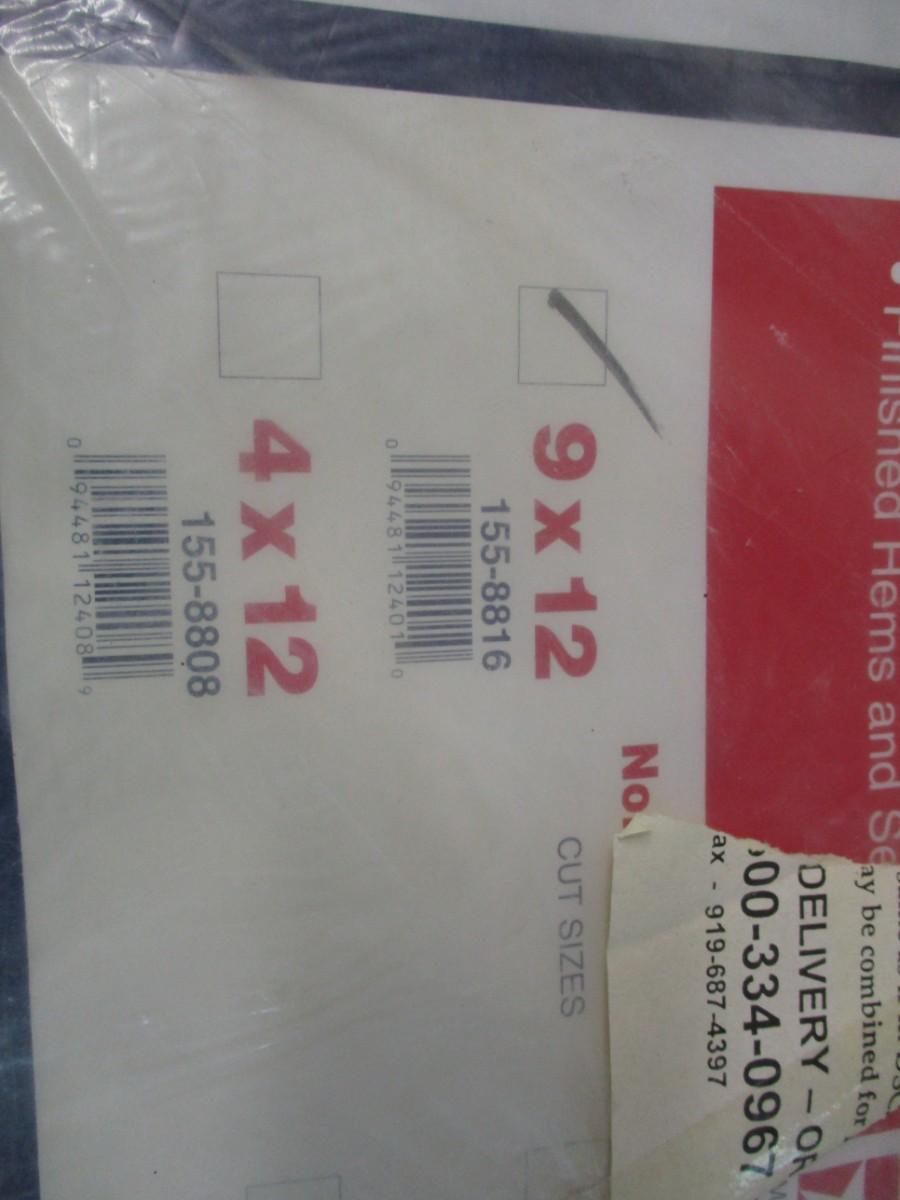 • Finished Hems and Se
No
CUT SIZES
9 x 12
155-8816
0 94481 12401 0
4 x 12
155-8808
0 94481 12408 9
ay be combined for
DELIVERY – OR
00-334-0967
ax - 919-687-4397